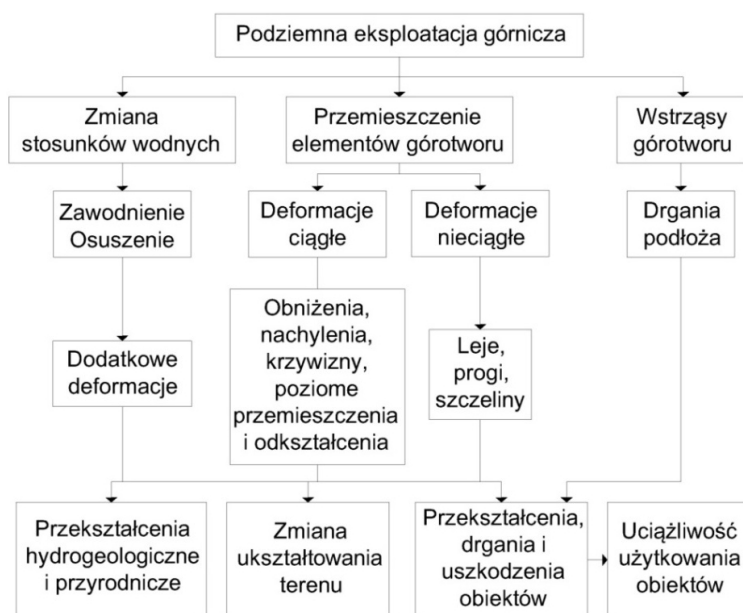 Podziemna eksploatacja górnicza
Zmiana
stosunków wodnych
Przemieszczenie
elementów górotworu
Wstrząsy
górotworu
Zawodnienie
Osuszenie
Deformacje
ciągłe
Deformacje
nieciągłe
Drgania
podłoża
Dodatkowe
deformacje
Obniżenia,
nachylenia,
krzywizny,
poziome
przemieszczenia
i odkształcenia
Leje,
progi,
szczeliny
Przekształcenia
hydrogeologiczne
i przyrodnicze
Zmiana
ukształtowania
terenu
Przekształcenia,
drgania i
uszkodzenia
obiektów
Uciążliwość
użytkowania
obiektów